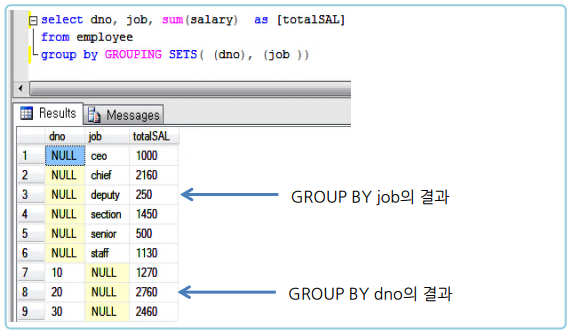 select dno, job, sum(salary)  as [totalSAL]
from employee
group by GROUPING SETS( (dno), (job ))
Results Messages
dno job totalSAL
1 NULL ceo 1000
2 NULL chief 2160
3 NULL deputy 250
GROUP BY job의 결과
4 NULL section 1450
5 NULL senior 500
6 NULL staff 1130
7 10 NULL 1270
8 20 NULL 2760
GROUP BY dno의 결과
9 30 NULL 2460